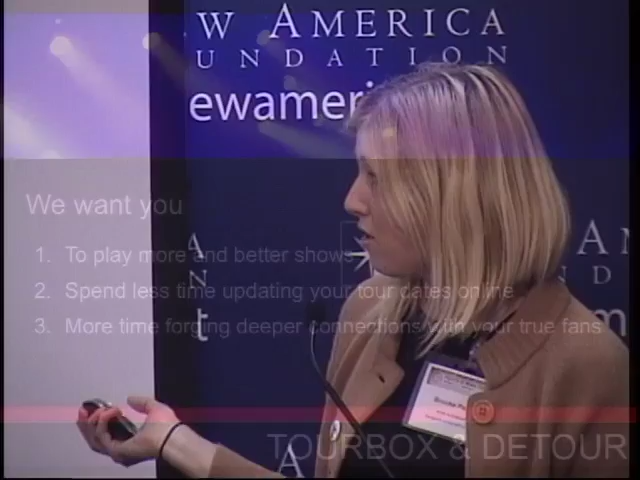 W AMERICA
UNDATION
ewameri
We want you
1. To play more and better shows
2. Spend less time updating your tour dates online
3. More time forging deeper connections with your true fans
A
N
t
A
N D
m
A
TOURBOX & DETOUR